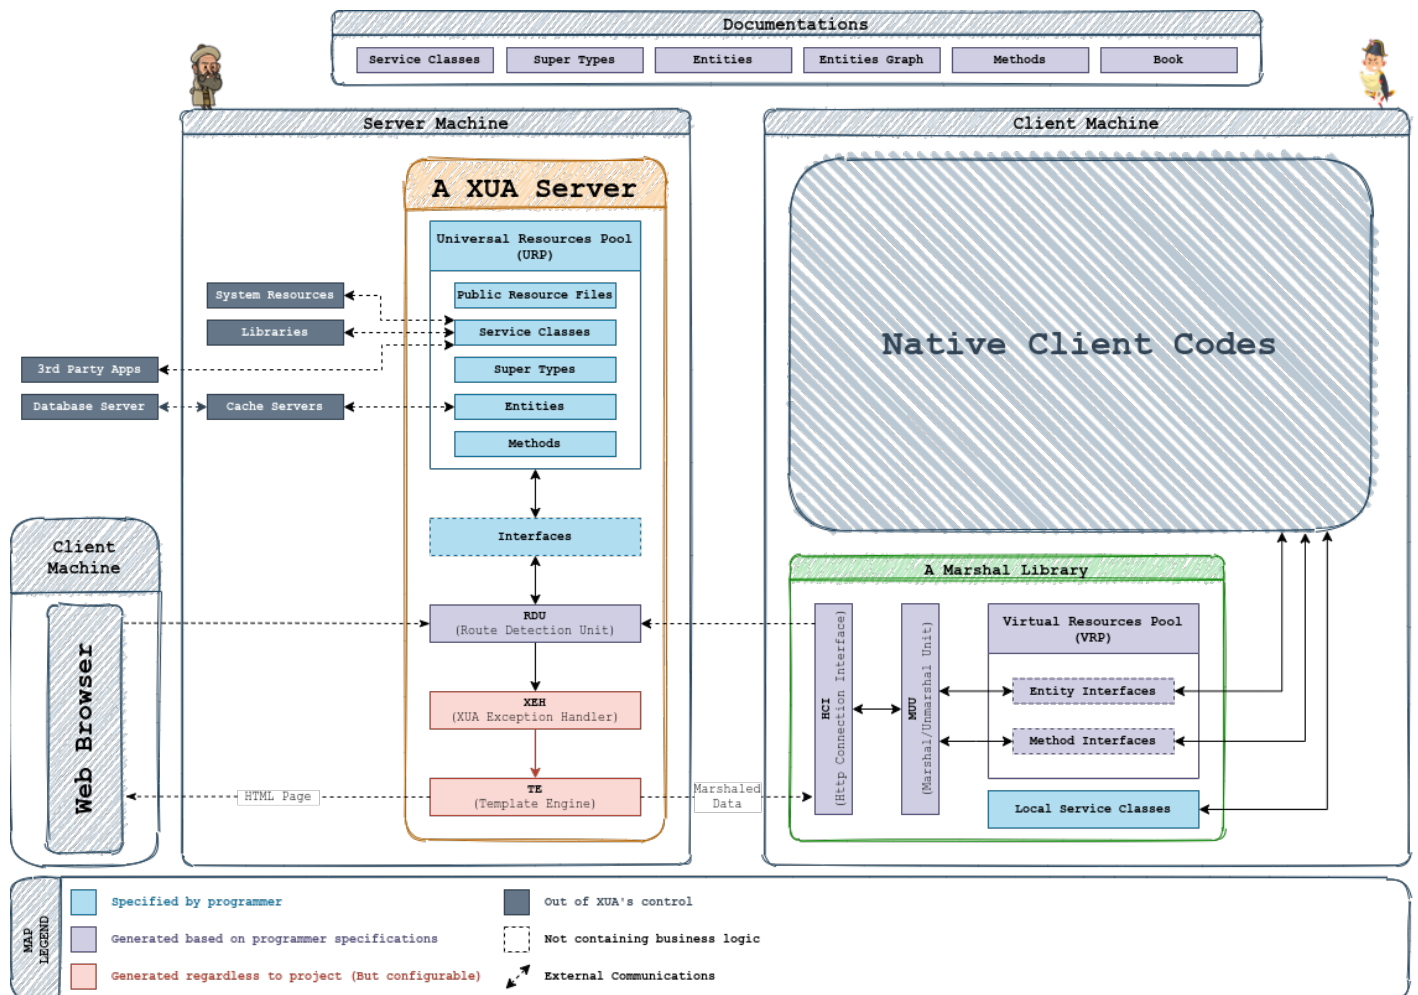 Documentations
Service Classes
Super Types
Entities
Entities Graph
Methods
Book
Server Machine
Client Machine
A XUA Server
Universal Resources Pool
(URP)
Public Resource Files
Service Classes
Super Types
Entities
Methods
System Resources
Libraries
3rd Party Apps
Database Server
Cache Servers
Interfaces
RDU
(Route Detection Unit)
XEH
(XUA Exception Handler)
TE
(Template Engine)
Client
Machine
Web Browser
HTML Page
Marshaled
Data
Native Client Codes
A Marshal Library
HCI
(Http Connection Interface)
MUU
(Marshal/Unmarshal Unit)
Virtual Resources Pool
(VRP)
Entity Interfaces
Method Interfaces
Local Service Classes
MAP
LEGEND
Specified by programmer
Generated based on programmer specifications
Generated regardless to project (But configurable)
Out of XUA's control
Not containing business logic
External Communications